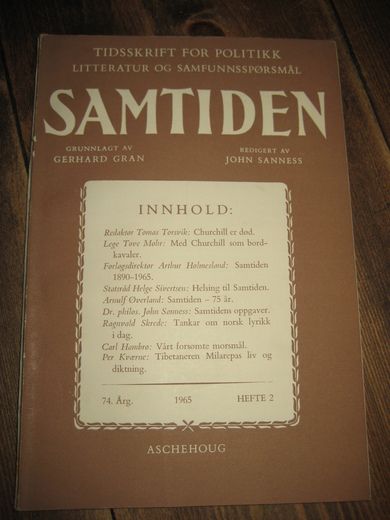 TIDSSKRIFT FOR POLITIKK
LITTERATUR OG SAMFUNNSSPØRSMÅL
SAMTIDEN
GRUNNLAGT AV
GERHARD GRAN
REDIGERT AV
JOHN SANNESS
INNHOLD:
Redaktør Tomas Torsvik: Churchill er død.
Lege Tove Mohr: Med Churchill som bord-
kavaler.
Forlagsdirektør Arthur Holmesland: Samtiden
1890–1965.
Statsråd Helge Sivertsen: Helsing til Samtiden.
Arnulf Øverland: Samtiden – 75 år.
Dr. philos. John Sanness: Samtidens oppgaver.
Ragnvald Skrede: Tankar om norsk lyrikk
i dag.
Carl Hambro: Vårt forsømte morsmål.
Per Kværne: Tibetaneren Milarepas liv og
diktning.
74. Årg. 1965 HEFTE 2
ASCHEHOUG